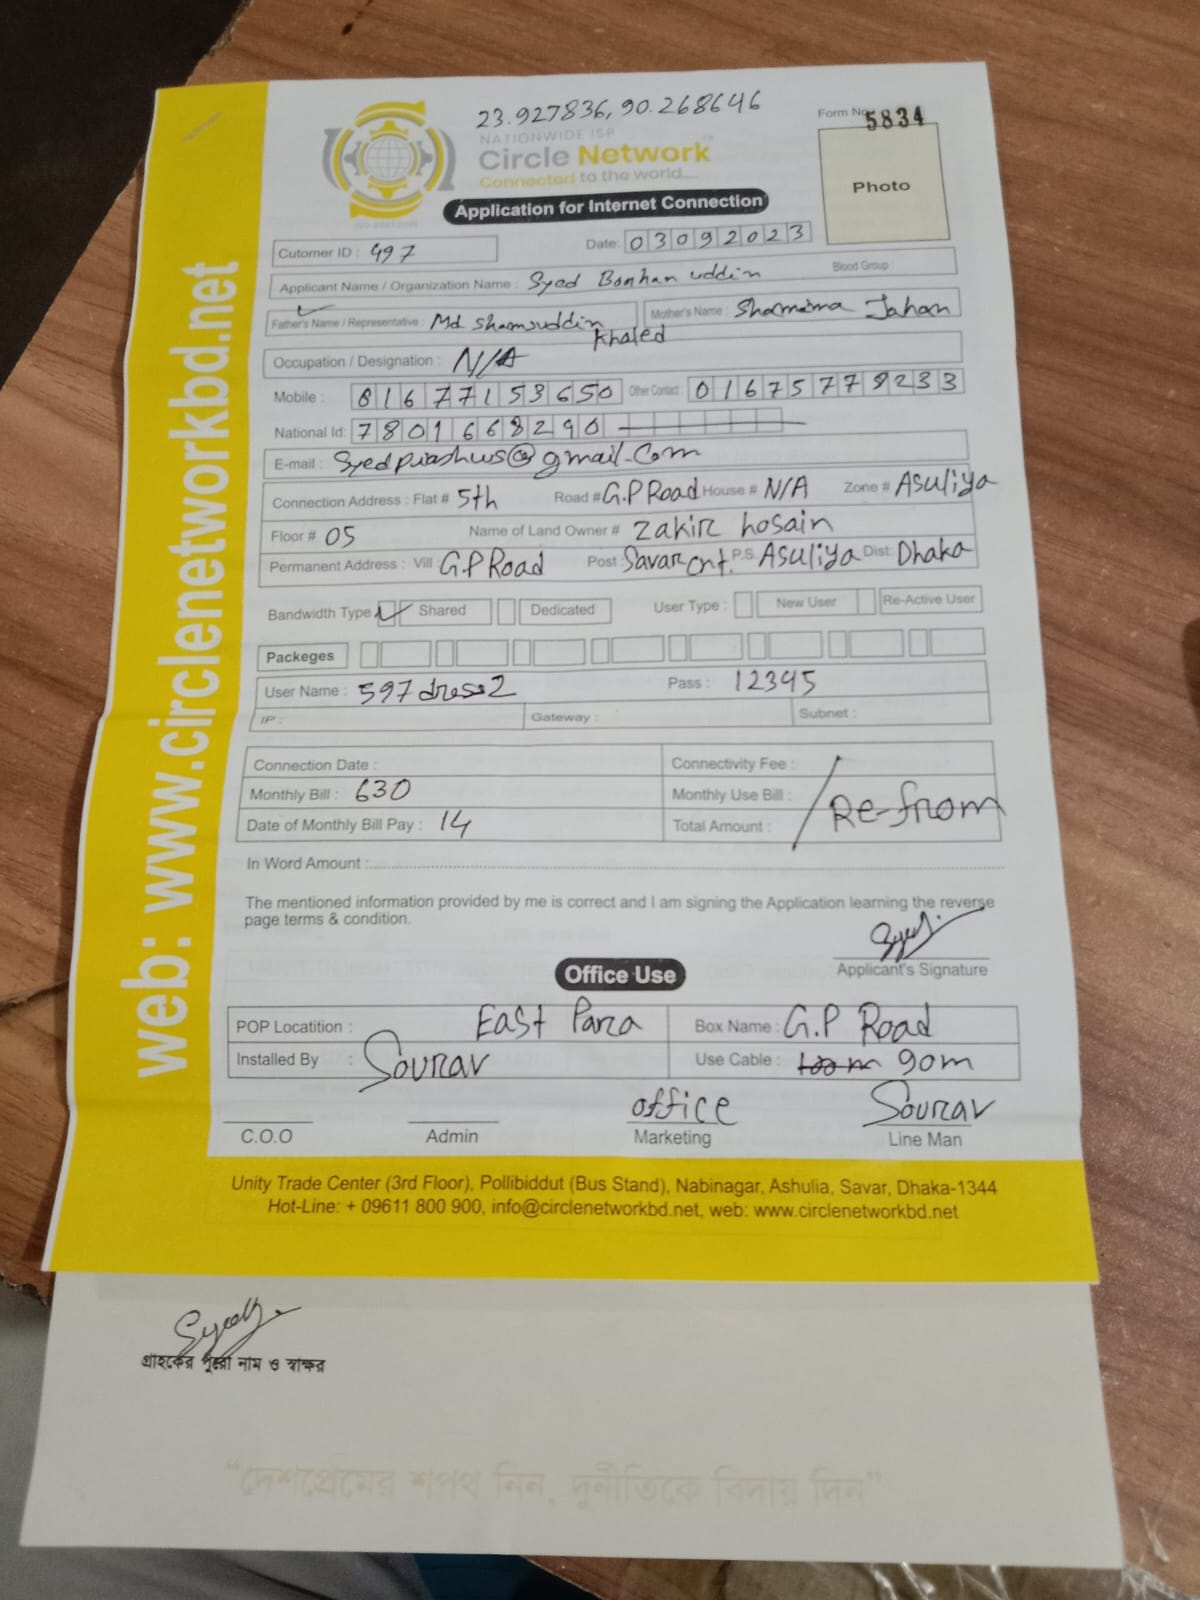 23.927836, 90.268646
Form No. 5834
NATIONWIDE ISP
Circle Network
Connected to the world....
Photo
Application for Internet Connection
Cutomer ID : 497
Date: 03092023
Applicant Name / Organization Name : Syed Borhan uddin
Blood Group :
Father's Name / Representative : Md Shamsuddin Khaled
Mother's Name : Shamima Jahan
Occupation / Designation : N/A
Mobile : 01677153650 Other Contact : 01675778233
National Id: 7801668290
E-mail : @gmail.com
Connection Address : Flat # 5th Road # G.P Road House # N/A Zone # Asuliya
Floor # 05 Name of Land Owner # Zakir hosain
Permanent Address : Vill G.P Road Post : Savar cnt. P.S Asuliya Dist: Dhaka
Bandwidth Type Shared Dedicated User Type : New User Re-Active User
Packeges
User Name : 597dress2 Pass : 12345
IP : Gateway : Subnet :
Connection Date : Connectivity Fee :
Monthly Bill : 630 Monthly Use Bill :
Re-from
Date of Monthly Bill Pay : 14 Total Amount :
In Word Amount :
The mentioned information provided by me is correct and I am signing the Application learning the reverse
page terms & condition.
Applicant's Signature
Office Use
POP Locatition : East Para Box Name : G.P Road
Installed By : Sourav Use Cable : 90m
office Sourav
C.O.O Admin Marketing Line Man
Unity Trade Center (3rd Floor), Pollibiddut (Bus Stand), Nabinagar, Ashulia, Savar, Dhaka-1344
Hot-Line: + 09611 800 900, info@circlenetworkbd.net, web: www.circlenetworkbd.net
web: www.circlenetworkbd.net
গ্রাহকের পুরো নাম ও স্বাক্ষর
“দেশপ্রেমের শপথ নিন, দুর্নীতিকে বিদায় দিন”